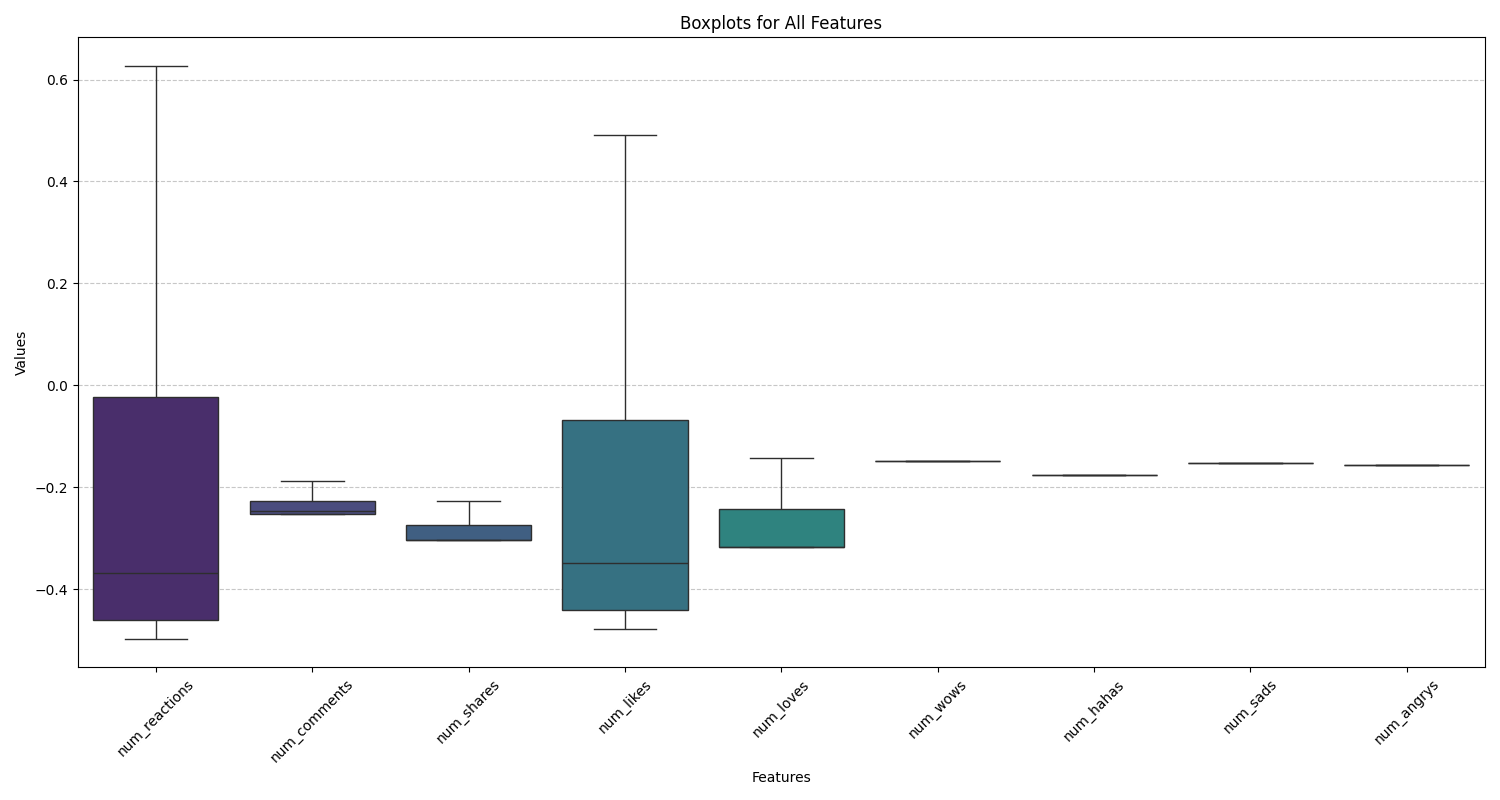 Boxplots for All Features
Values
0.6
0.4
0.2
0.0
−0.2
−0.4
num_reactions
num_comments
num_shares
num_likes
num_loves
num_wows
num_hahas
num_sads
num_angrys
Features